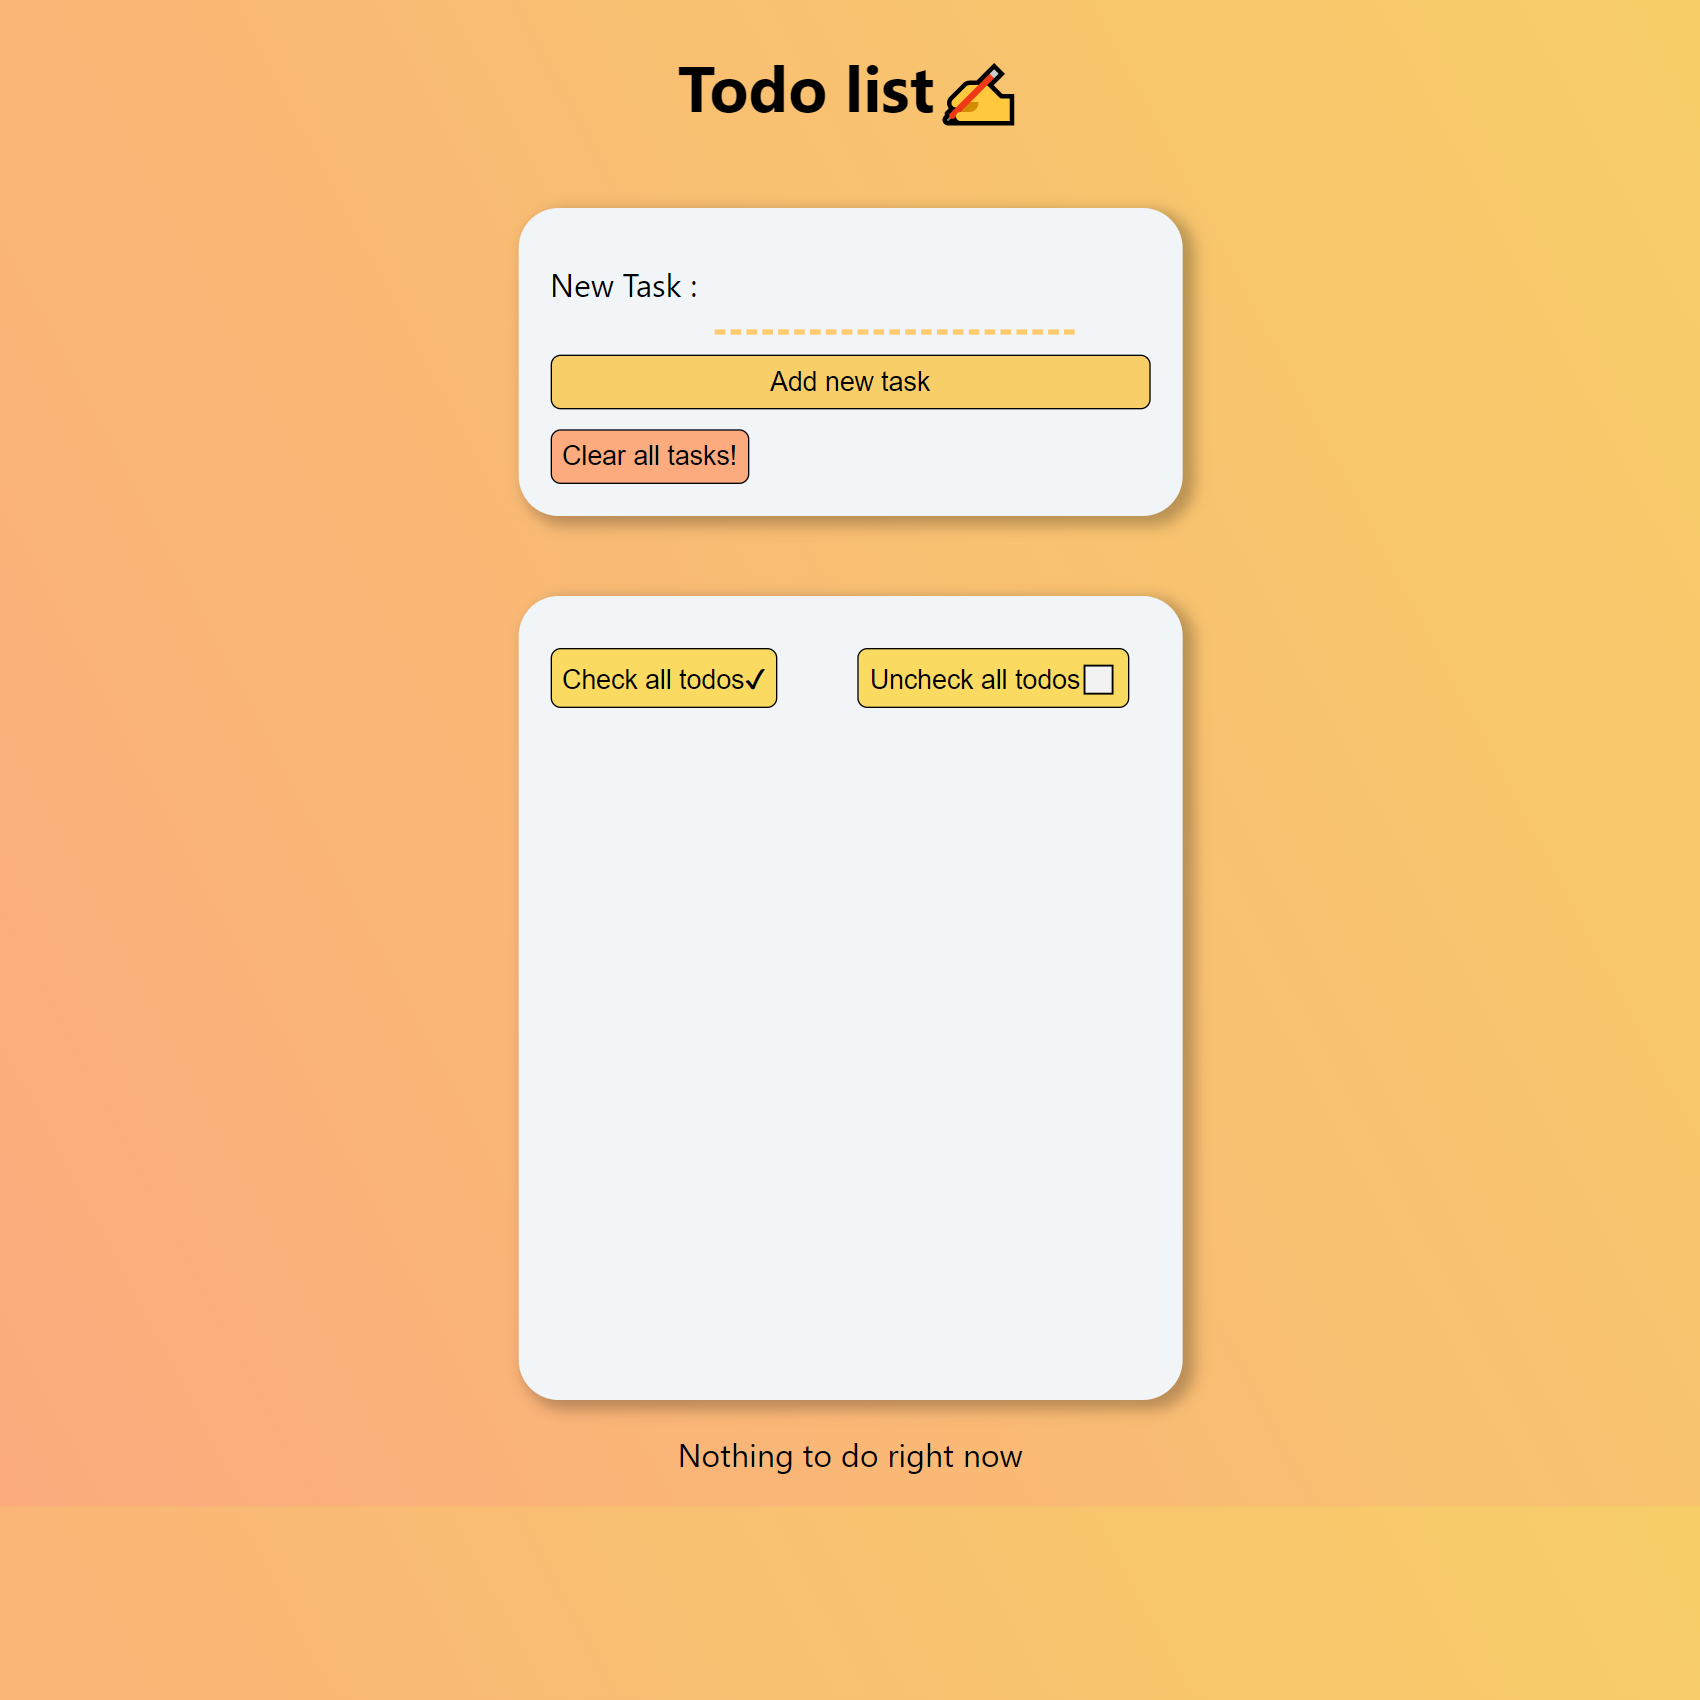 Todo list✍
New Task :
Add new task
Clear all tasks!
Check all todos✓
Uncheck all todos☐
Nothing to do right now